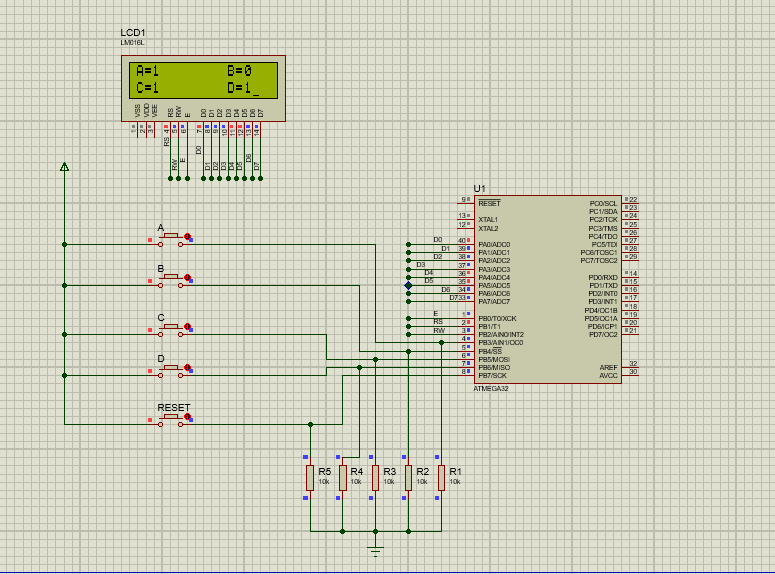 LCD1
LM016L
A=1 B=0
C=1 D=1_
VSS VDD VEE RS RW E D0 D1 D2 D3 D4 D5 D6 D7
1 2 3 4 5 6 7 8 9 10 11 12 13 14
RS RW E D0 D1 D2 D3 D4 D5 D6 D7
A
B
C
D
RESET
U1
9 RESET PC0/SCL 22
PC1/SDA 23
13 XTAL1 PC2/TCK 24
12 XTAL2 PC3/TMS 25
PC4/TDO 26
D0 40 PA0/ADC0 PC5/TDI 27
D1 39 PA1/ADC1 PC6/TOSC1 28
D2 38 PA2/ADC2 PC7/TOSC2 29
D3 37 PA3/ADC3
D4 36 PA4/ADC4 PD0/RXD 14
D5 35 PA5/ADC5 PD1/TXD 15
D6 34 PA6/ADC6 PD2/INT0 16
D7 33 PA7/ADC7 PD3/INT1 17
PD4/OC1B 18
E 1 PB0/T0/XCK PD5/OC1A 19
RS 2 PB1/T1 PD6/ICP1 20
RW 3 PB2/AIN0/INT2 PD7/OC2 21
4 PB3/AIN1/OC0
5 PB4/SS
6 PB5/MOSI
7 PB6/MISO AREF 32
8 PB7/SCK AVCC 30
ATMEGA32
R5 R4 R3 R2 R1
10k 10k 10k 10k 10k